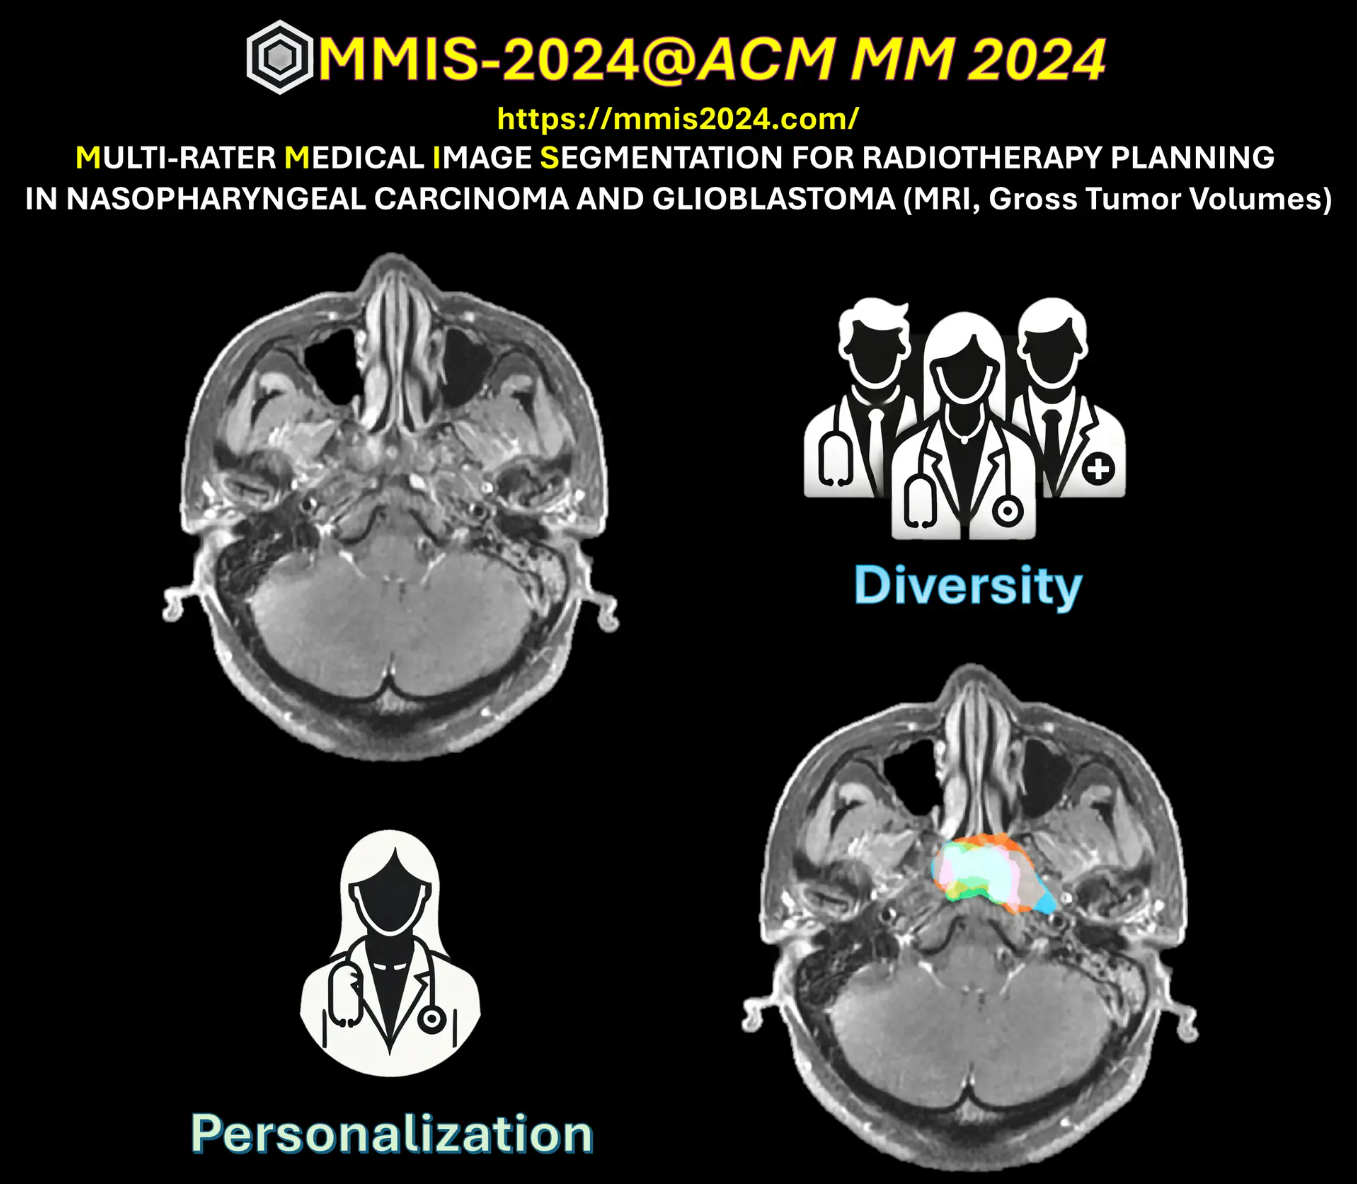 MMIS-2024@ACM MM 2024
https://mmis2024.com/
MULTI-RATER MEDICAL IMAGE SEGMENTATION FOR RADIOTHERAPY PLANNING
IN NASOPHARYNGEAL CARCINOMA AND GLIOBLASTOMA (MRI, Gross Tumor Volumes)
Diversity
Personalization